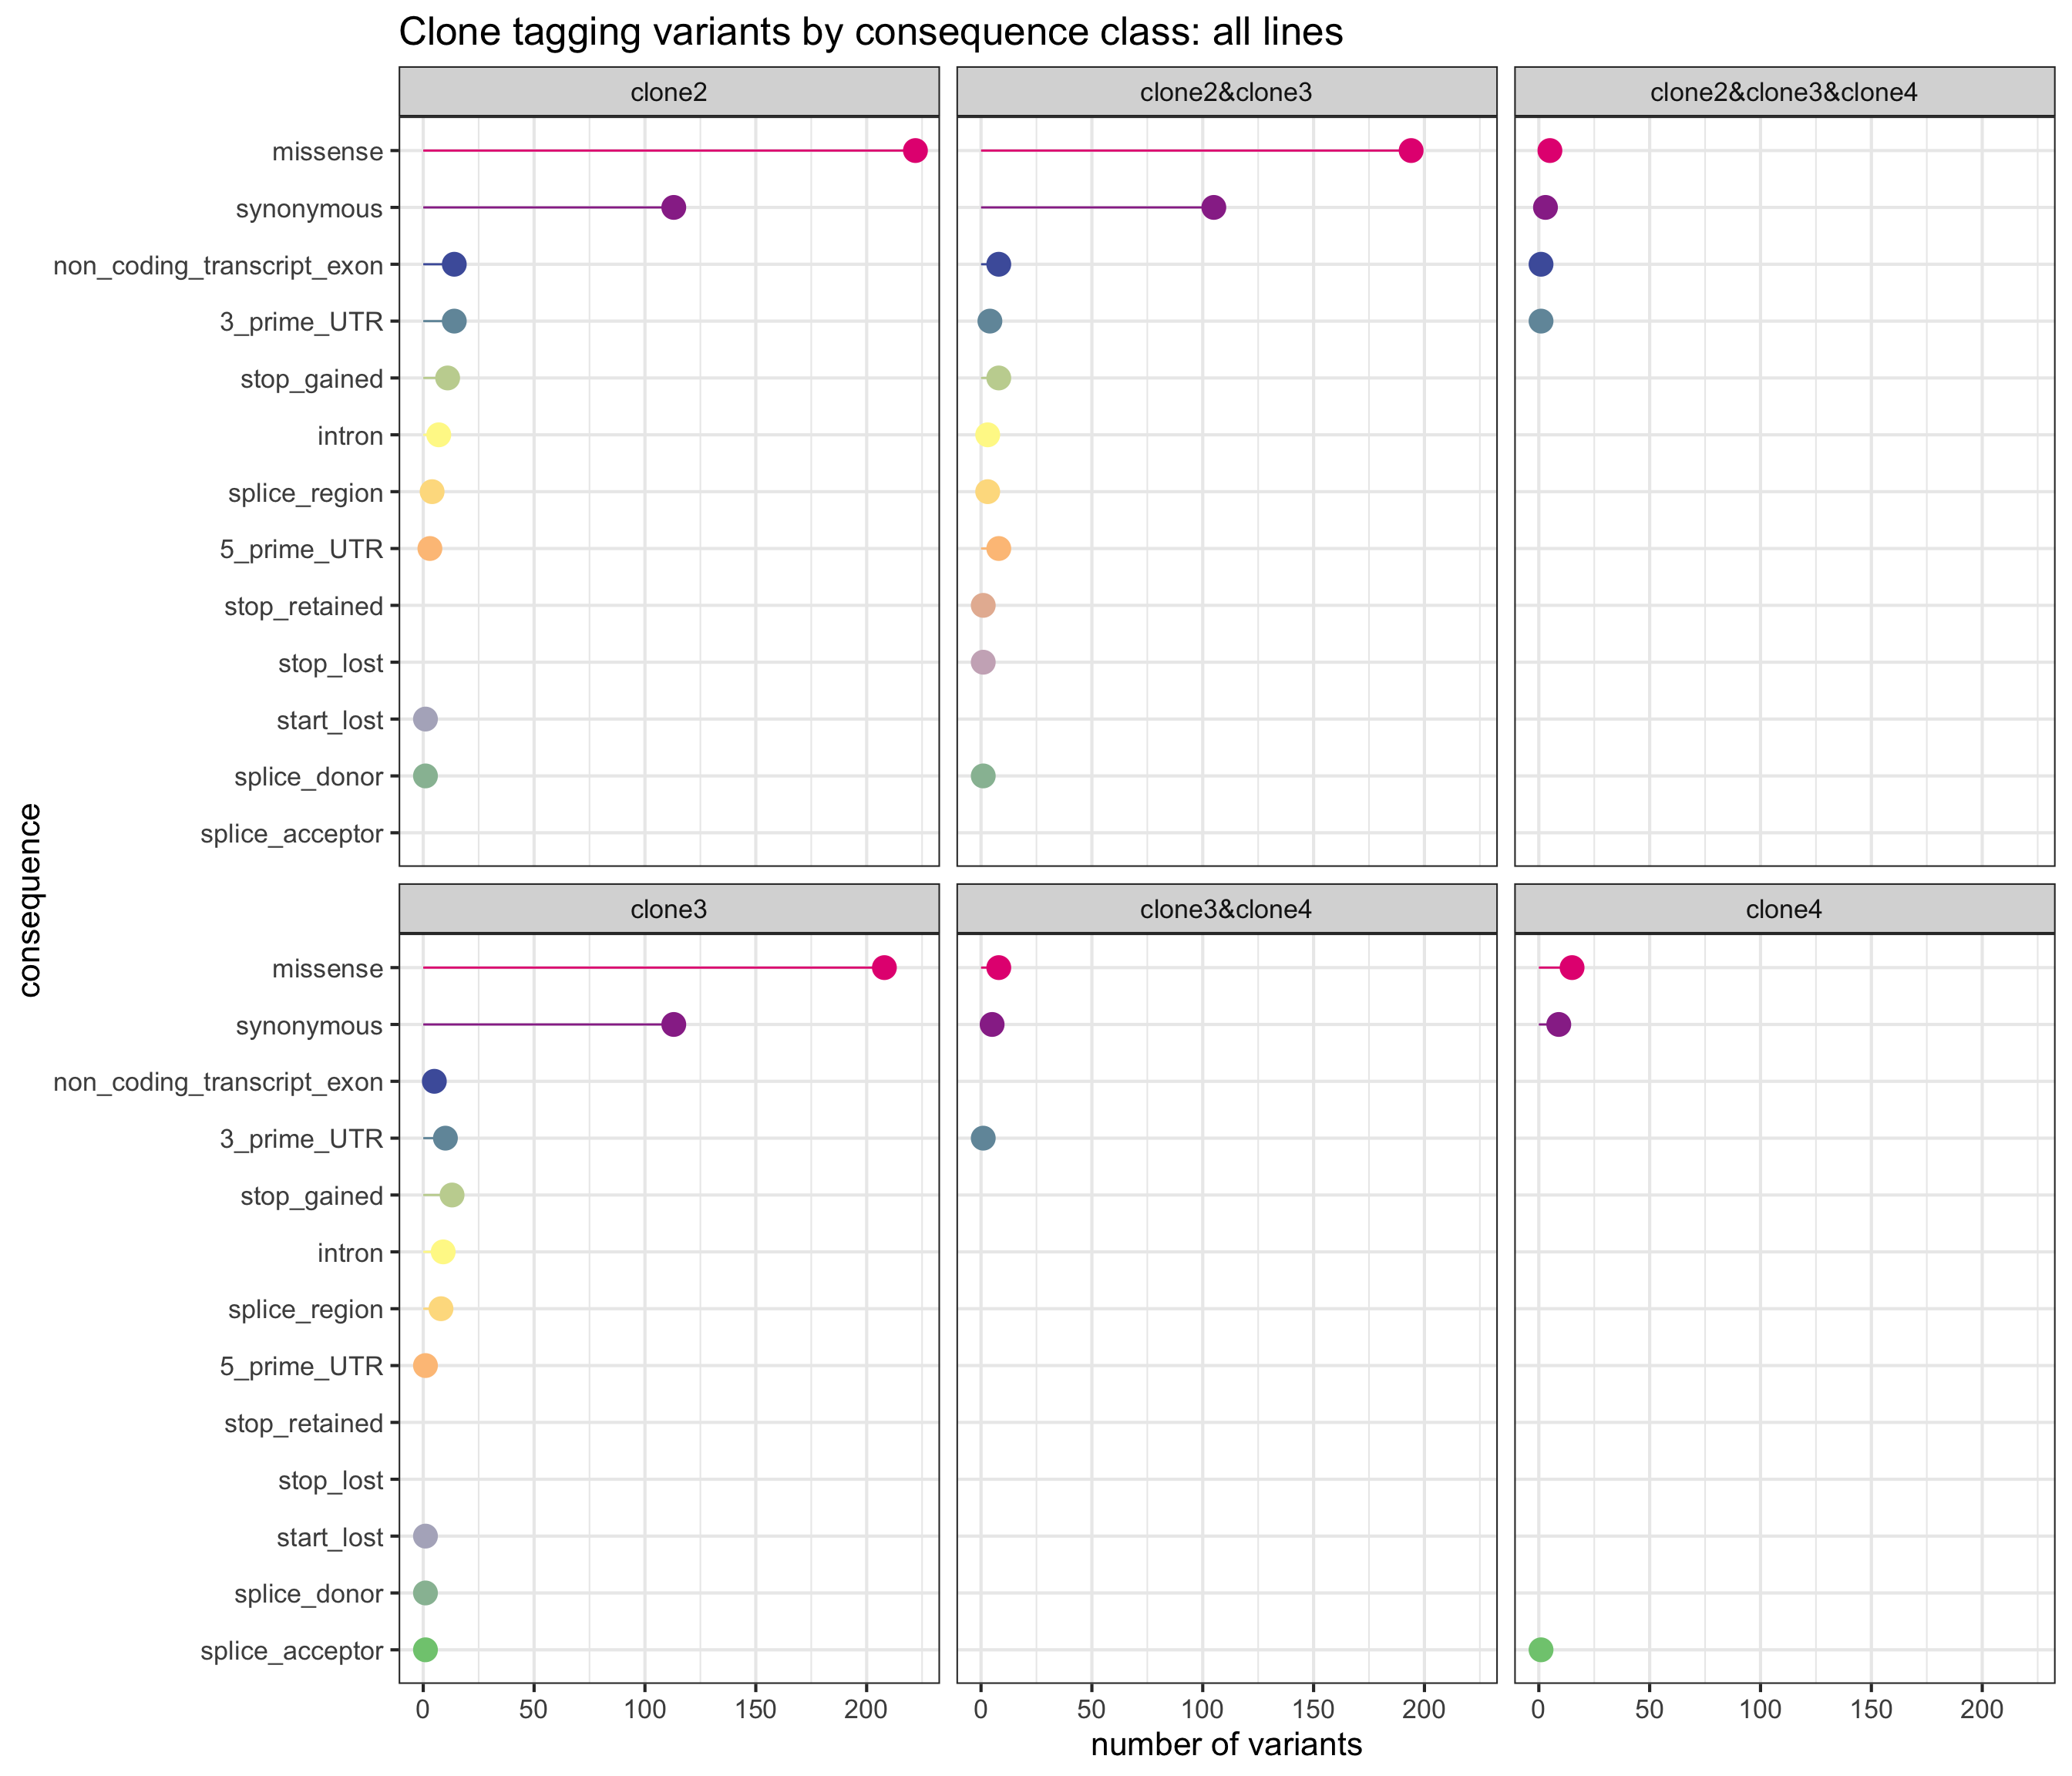 Clone tagging variants by consequence class: all lines
clone2
clone2&clone3
clone2&clone3&clone4
missense
synonymous
non_coding_transcript_exon
3_prime_UTR
stop_gained
intron
splice_region
5_prime_UTR
stop_retained
stop_lost
start_lost
splice_donor
splice_acceptor
consequence
clone3
clone3&clone4
clone4
missense
synonymous
non_coding_transcript_exon
3_prime_UTR
stop_gained
intron
splice_region
5_prime_UTR
stop_retained
stop_lost
start_lost
splice_donor
splice_acceptor
0 50 100 150 200
0 50 100 150 200
0 50 100 150 200
number of variants